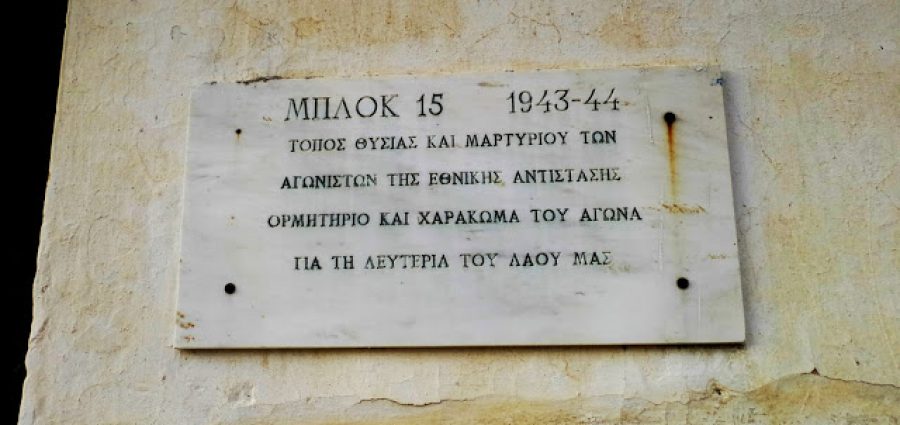 ΜΠΛΟΚ 15 1943-44
ΤΟΠΟΣ ΘΥΣΙΑΣ ΚΑΙ ΜΑΡΤΥΡΙΟΥ ΤΩΝ
ΑΓΩΝΙΣΤΩΝ ΤΗΣ ΕΘΝΙΚΗΣ ΑΝΤΙΣΤΑΣΗΣ
ΟΡΜΗΤΗΡΙΟ ΚΑΙ ΧΑΡΑΚΩΜΑ ΤΟΥ ΑΓΩΝΑ
ΓΙΑ ΤΗ ΛΕΥΤΕΡΙΑ ΤΟΥ ΛΑΟΥ ΜΑΣ